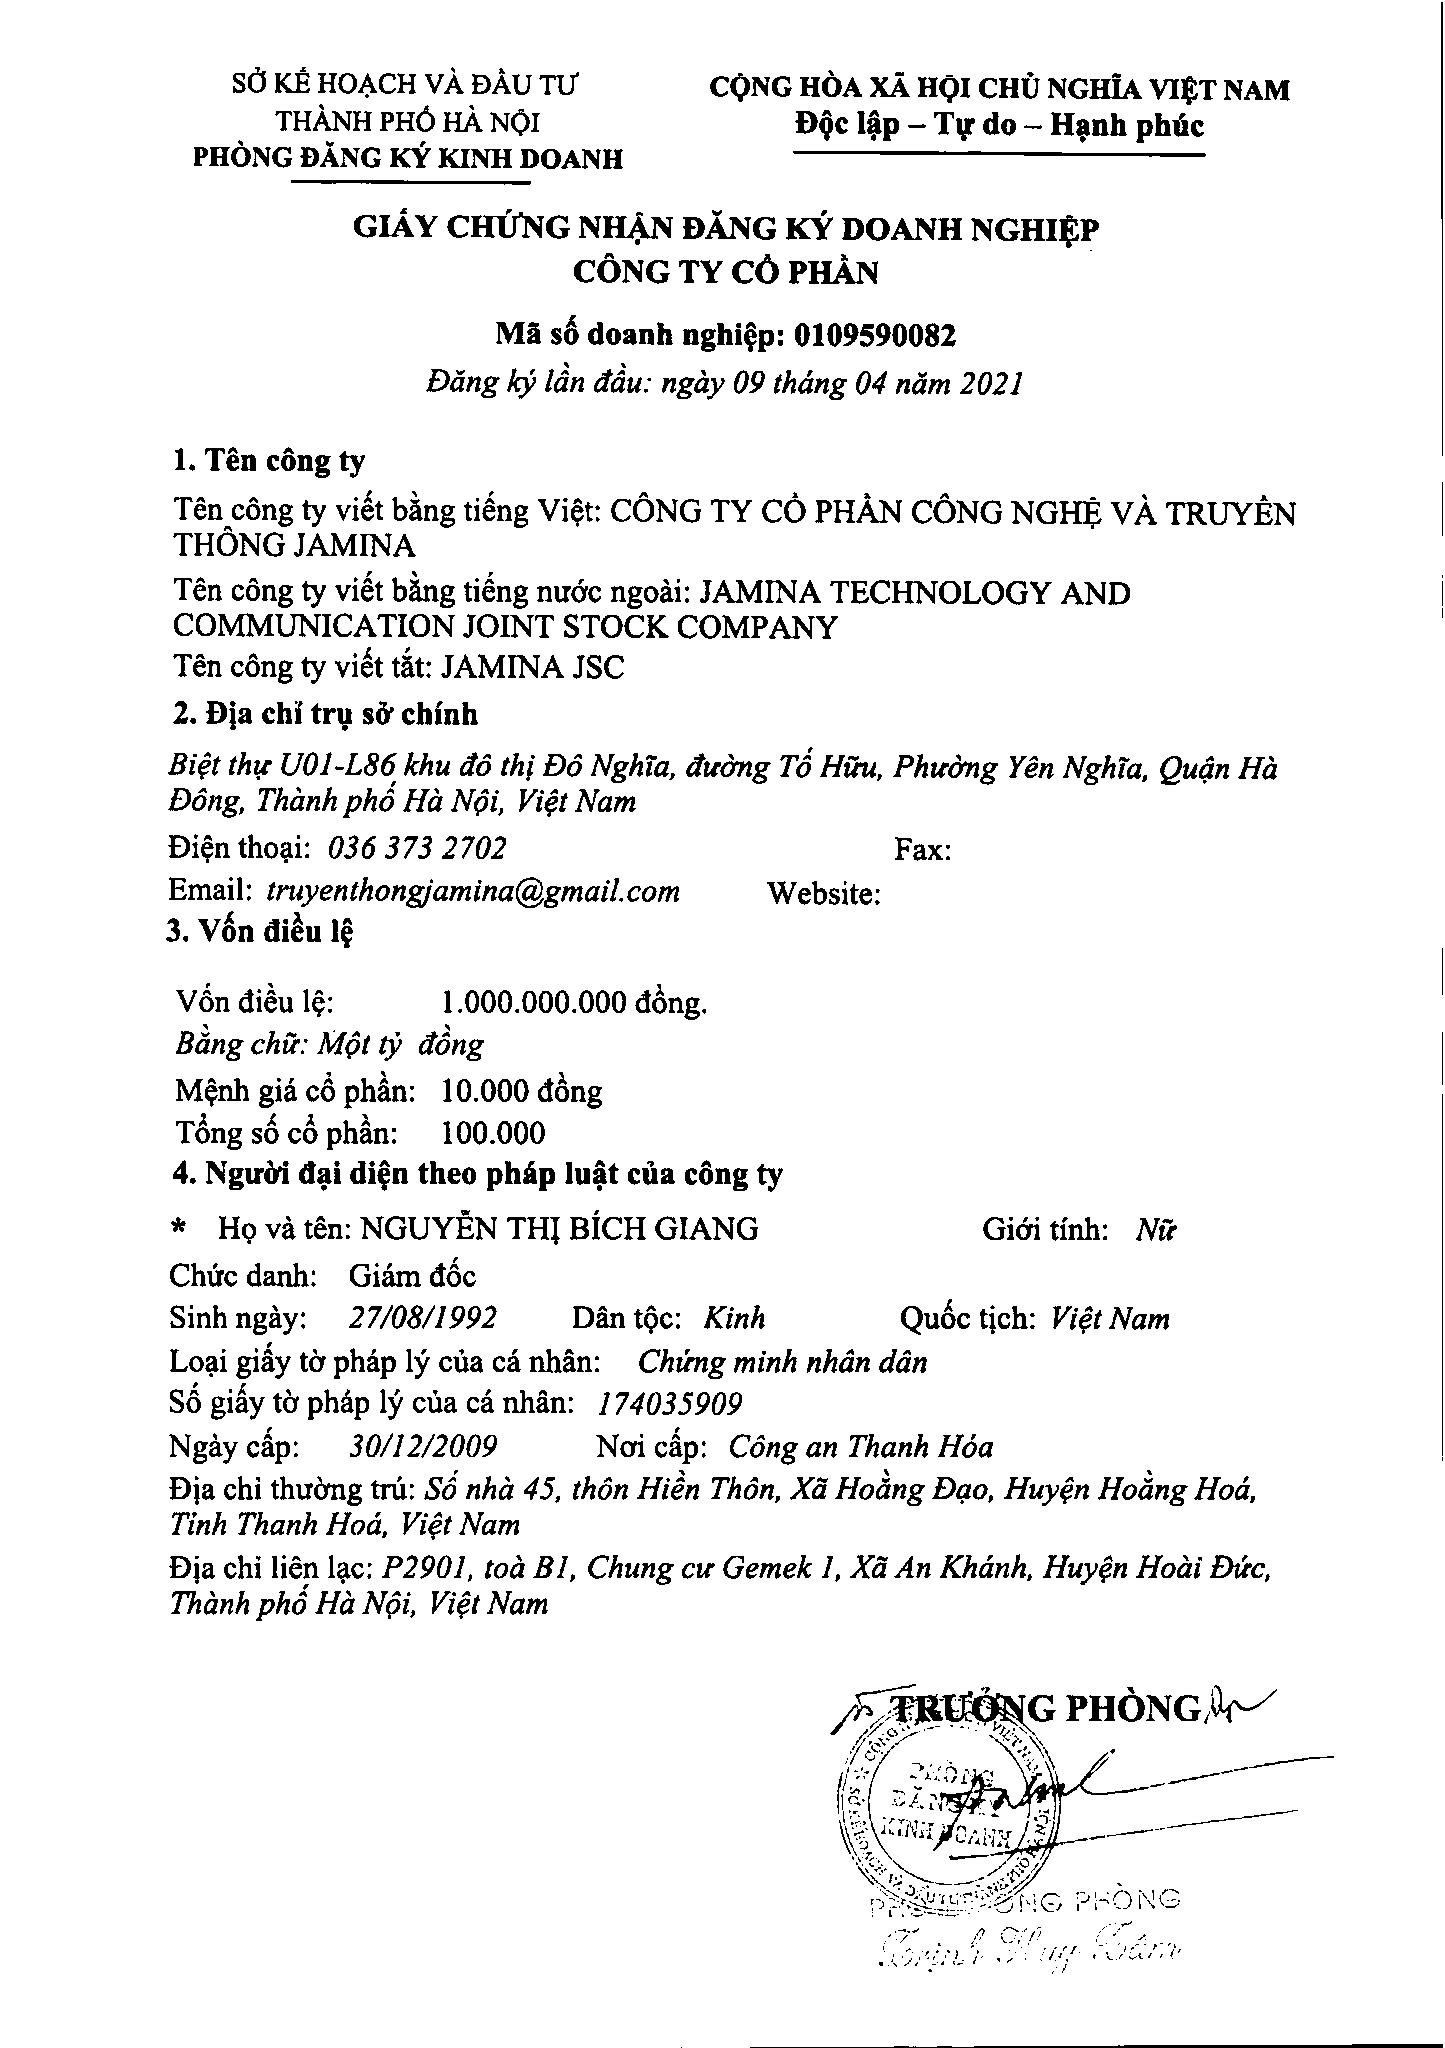 SỞ KẾ HOẠCH VÀ ĐẦU TƯ
THÀNH PHỐ HÀ NỘI
PHÒNG ĐĂNG KÝ KINH DOANH
CỘNG HÒA XÃ HỘI CHỦ NGHĨA VIỆT NAM
Độc lập – Tự do – Hạnh phúc
GIẤY CHỨNG NHẬN ĐĂNG KÝ DOANH NGHIỆP
CÔNG TY CỔ PHẦN
Mã số doanh nghiệp: 0109590082
Đăng ký lần đầu: ngày 09 tháng 04 năm 2021
1. Tên công ty
Tên công ty viết bằng tiếng Việt: CÔNG TY CỔ PHẦN CÔNG NGHỆ VÀ TRUYỀN
THÔNG JAMINA
Tên công ty viết bằng tiếng nước ngoài: JAMINA TECHNOLOGY AND
COMMUNICATION JOINT STOCK COMPANY
Tên công ty viết tắt: JAMINA JSC
2. Địa chỉ trụ sở chính
Biệt thự U01-L86 khu đô thị Đô Nghĩa, đường Tố Hữu, Phường Yên Nghĩa, Quận Hà
Đông, Thành phố Hà Nội, Việt Nam
Điện thoại: 036 373 2702 Fax:
Email: truyenthongjamina@gmail.com Website:
3. Vốn điều lệ
Vốn điều lệ: 1.000.000.000 đồng.
Bằng chữ: Một tỷ đồng
Mệnh giá cổ phần: 10.000 đồng
Tổng số cổ phần: 100.000
4. Người đại diện theo pháp luật của công ty
* Họ và tên: NGUYỄN THỊ BÍCH GIANG Giới tính: Nữ
Chức danh: Giám đốc
Sinh ngày: 27/08/1992 Dân tộc: Kinh Quốc tịch: Việt Nam
Loại giấy tờ pháp lý của cá nhân: Chứng minh nhân dân
Số giấy tờ pháp lý của cá nhân: 174035909
Ngày cấp: 30/12/2009 Nơi cấp: Công an Thanh Hóa
Địa chỉ thường trú: Số nhà 45, thôn Hiền Thôn, Xã Hoằng Đạo, Huyện Hoằng Hoá,
Tỉnh Thanh Hoá, Việt Nam
Địa chỉ liên lạc: P2901, toà B1, Chung cư Gemek 1, Xã An Khánh, Huyện Hoài Đức,
Thành phố Hà Nội, Việt Nam
TRƯỞNG PHÒNG
PHÒNG
ĐĂNG KÝ
KINH DOANH
PHÓ TRƯỞNG PHÒNG
Trịnh Huy Tâm